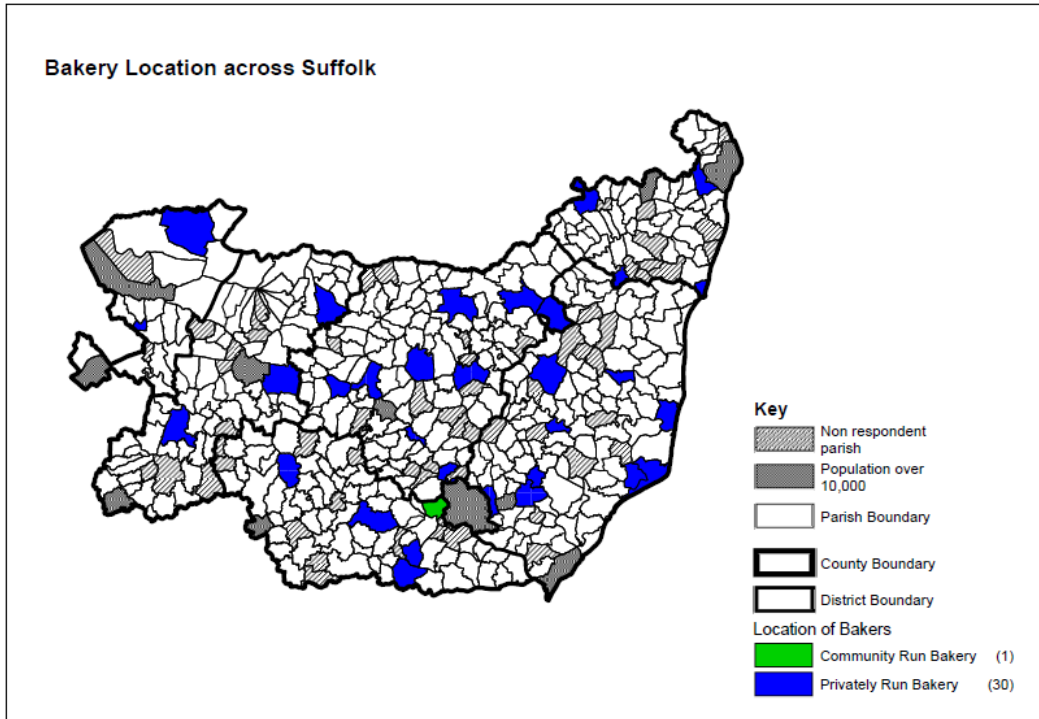 Bakery Location across Suffolk
Key
Non respondent
parish
Population over
10,000
Parish Boundary
County Boundary
District Boundary
Location of Bakers
Community Run Bakery (1)
Privately Run Bakery (30)